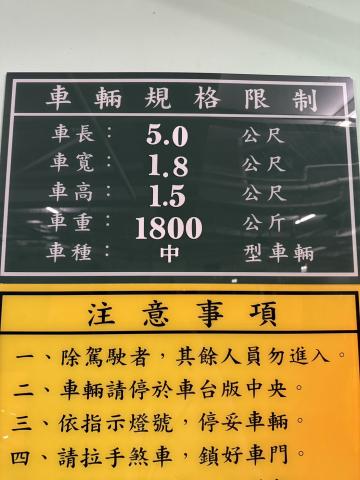 車輛規格限制
車長： 5.0 公尺
車寬： 1.8 公尺
車高： 1.5 公尺
車重： 1800 公斤
車種： 中 型車輛
注意事項
一、除駕駛者，其餘人員勿進入。
二、車輛請停於車台版中央。
三、依指示燈號，停妥車輛。
四、請拉手煞車，鎖好車門。